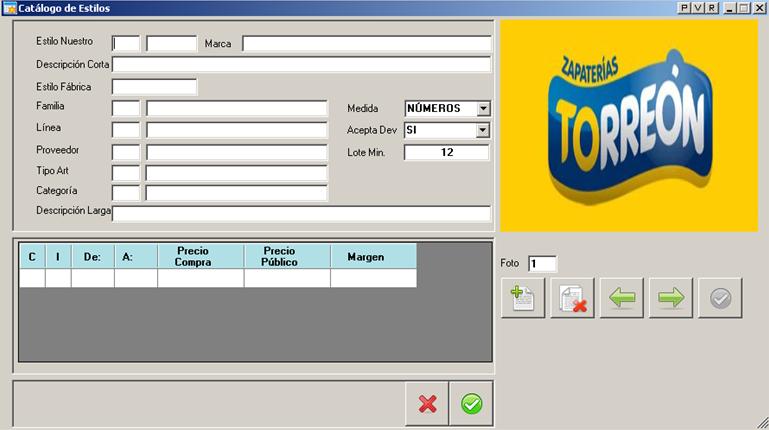 Catálogo de Estilos
P V R
Estilo Nuestro Marca
Descripción Corta
Estilo Fábrica
Familia Medida NÚMEROS
Línea Acepta Dev SI
Proveedor Lote Min. 12
Tipo Art
Categoría
Descripción Larga
ZAPATERÍAS
TORREÓN
C I De: A: Precio Compra Precio Público Margen
Foto 1